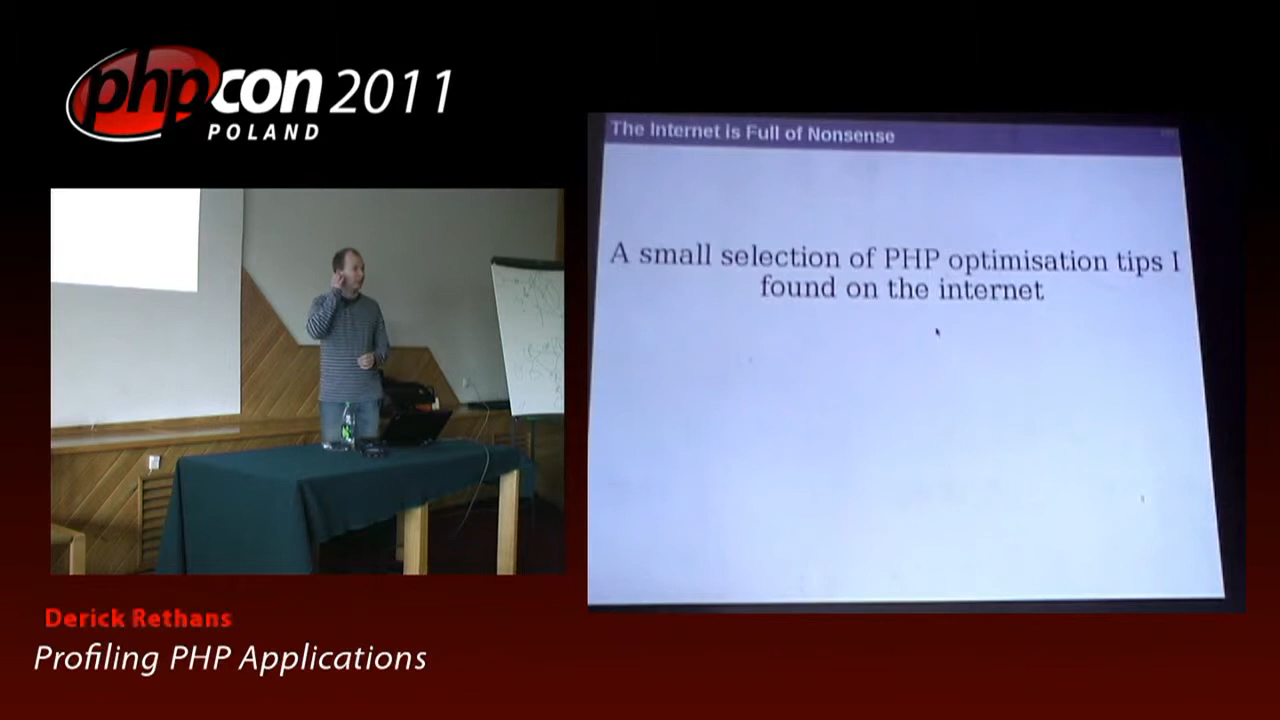 phpcon 2011
POLAND
The Internet is Full of Nonsense
A small selection of PHP optimisation tips I
found on the internet
Derick Rethans
Profiling PHP Applications